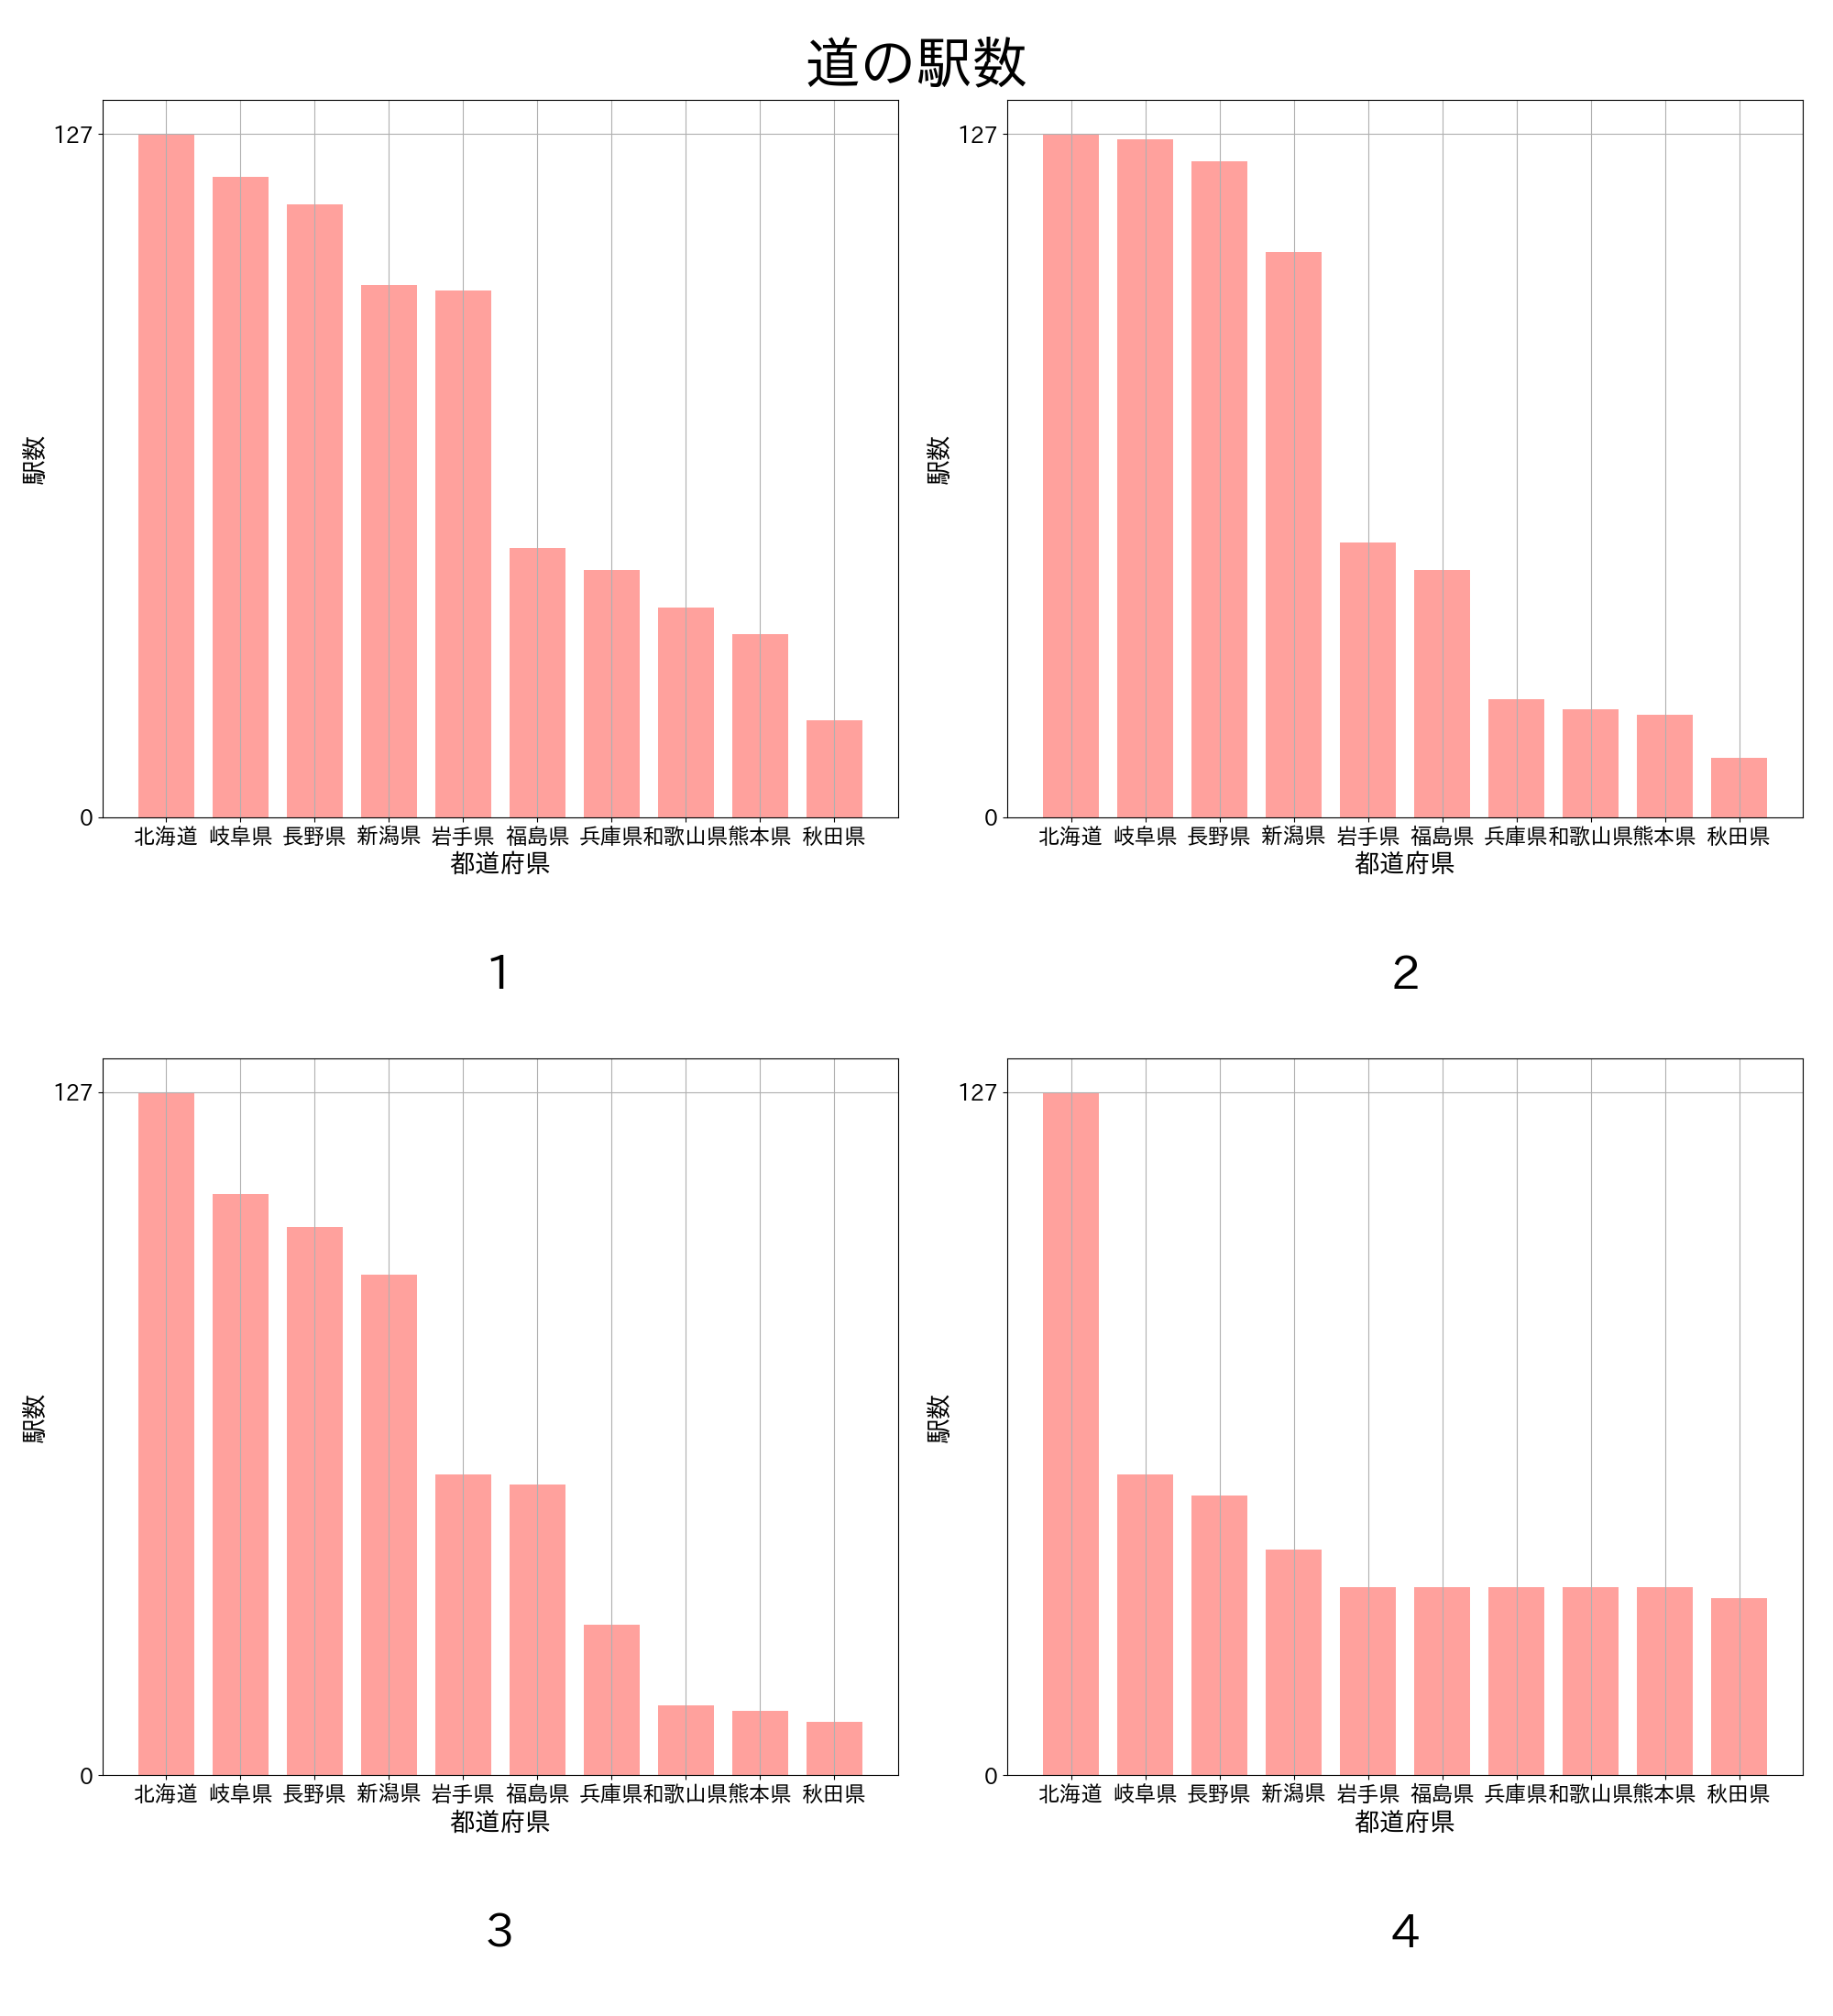 道の駅数
127
0
駅数
北海道 岐阜県 長野県 新潟県 岩手県 福島県 兵庫県 和歌山県 熊本県 秋田県
都道府県
1
127
0
駅数
北海道 岐阜県 長野県 新潟県 岩手県 福島県 兵庫県 和歌山県 熊本県 秋田県
都道府県
2
127
0
駅数
北海道 岐阜県 長野県 新潟県 岩手県 福島県 兵庫県 和歌山県 熊本県 秋田県
都道府県
3
127
0
駅数
北海道 岐阜県 長野県 新潟県 岩手県 福島県 兵庫県 和歌山県 熊本県 秋田県
都道府県
4